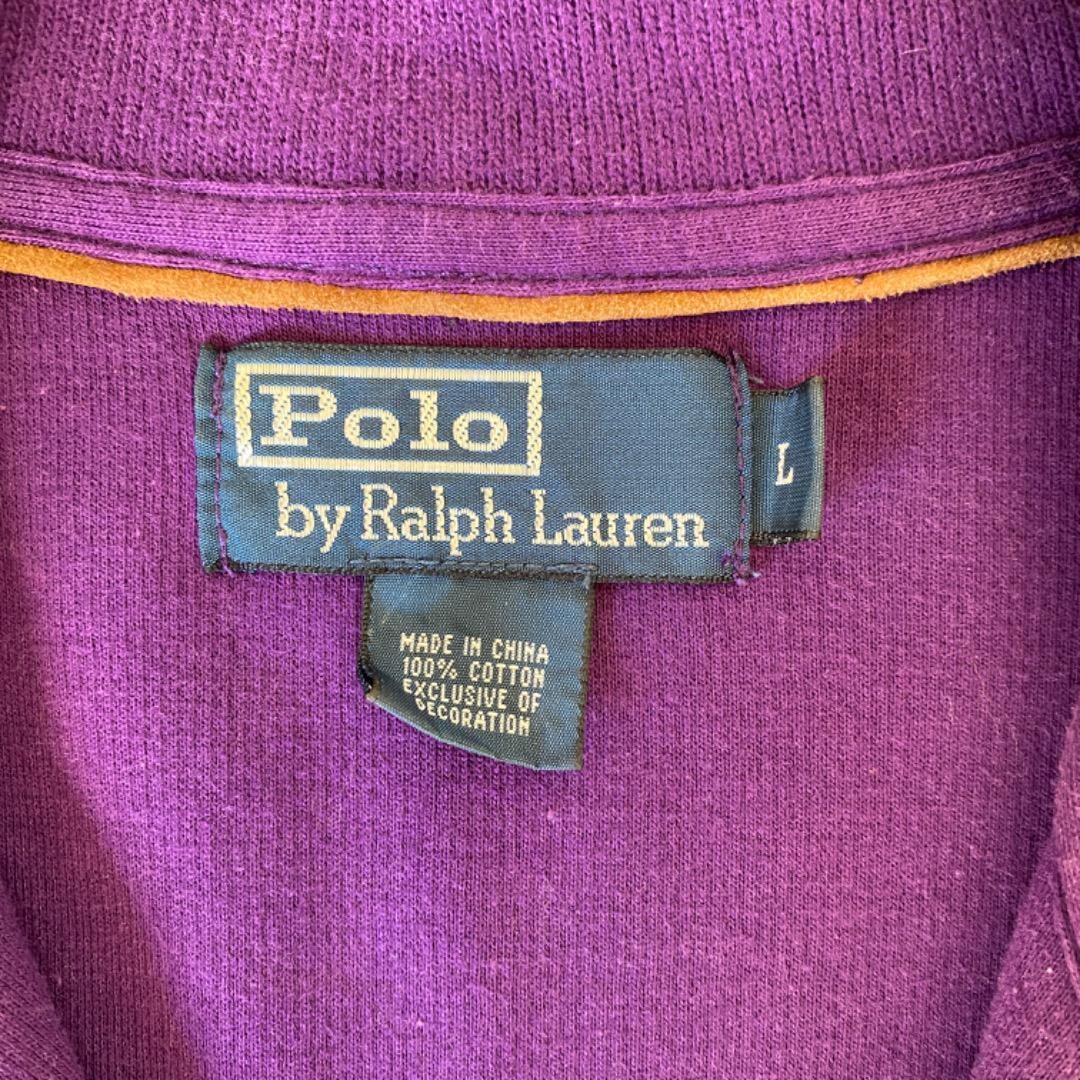 Polo
by Ralph Lauren
L
MADE IN CHINA
100% COTTON
EXCLUSIVE OF
DECORATION